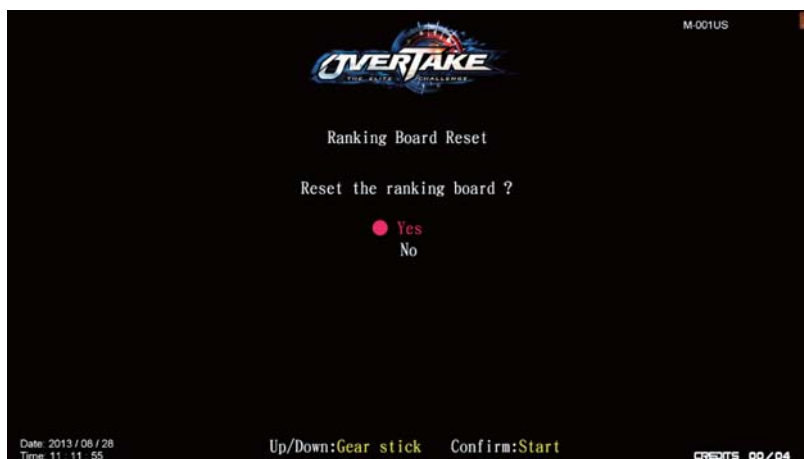 M-001US
OVERTAKE
THE ELITE CHALLENGE
Ranking Board Reset
Reset the ranking board ?
Yes
No
Date: 2013 / 06 / 28
Time: 11 : 11 : 55
Up/Down:Gear stick Confirm:Start
CREDITS 00/04